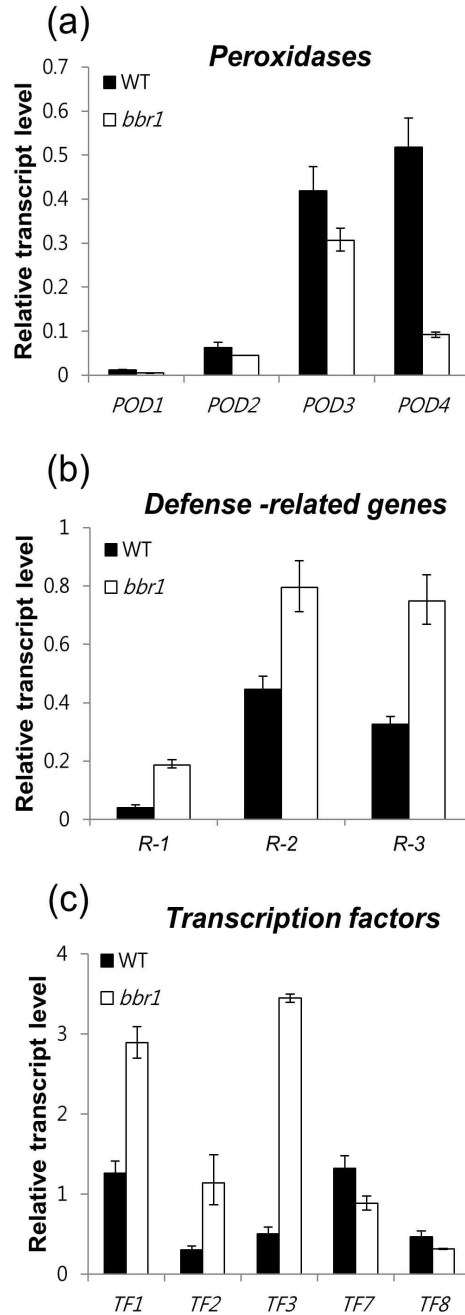 (a)
Peroxidases
0.7
0.6
0.5
0.4
0.3
0.2
0.1
0
Relative transcript level
WT
bbr1
POD1 POD2 POD3 POD4
(b)
Defense -related genes
1
0.8
0.6
0.4
0.2
0
Relative transcript level
WT
bbr1
R-1 R-2 R-3
(c)
Transcription factors
4
3
2
1
0
Relative transcript level
WT
bbr1
TF1 TF2 TF3 TF7 TF8